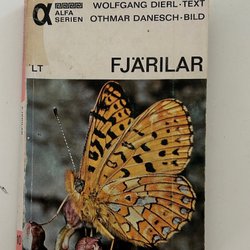 α
ALFA
SERIEN
WOLFGANG DIERL · TEXT
OTHMAR DANESCH · BILD
LT
FJÄRILAR